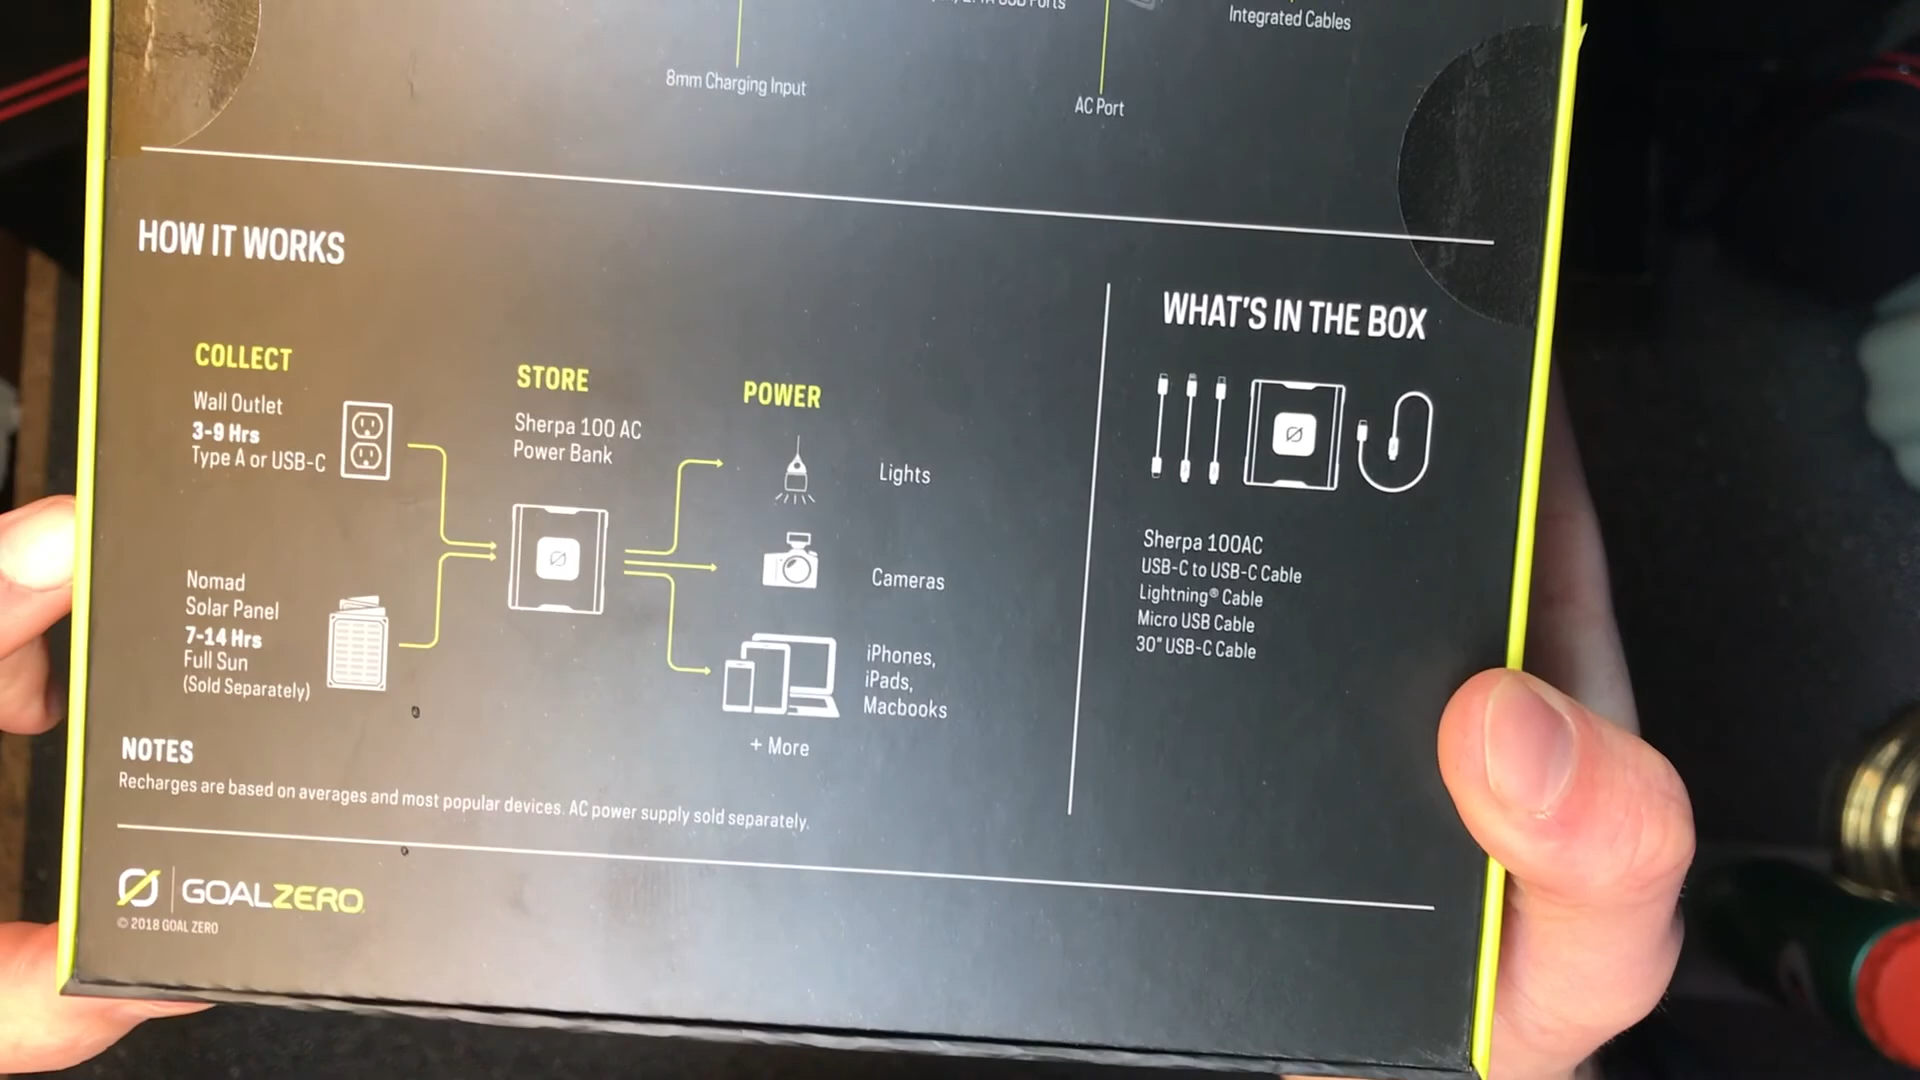 USB Ports
Integrated Cables
8mm Charging Input
AC Port
HOW IT WORKS
COLLECT
Wall Outlet
3-9 Hrs
Type A or USB-C
Nomad
Solar Panel
7-14 Hrs
Full Sun
(Sold Separately)
STORE
Sherpa 100 AC
Power Bank
POWER
Lights
Cameras
iPhones,
iPads,
Macbooks
+ More
WHAT'S IN THE BOX
Sherpa 100AC
USB-C to USB-C Cable
Lightning® Cable
Micro USB Cable
30" USB-C Cable
NOTES
Recharges are based on averages and most popular devices. AC power supply sold separately.
GOALZERO
© 2018 GOAL ZERO